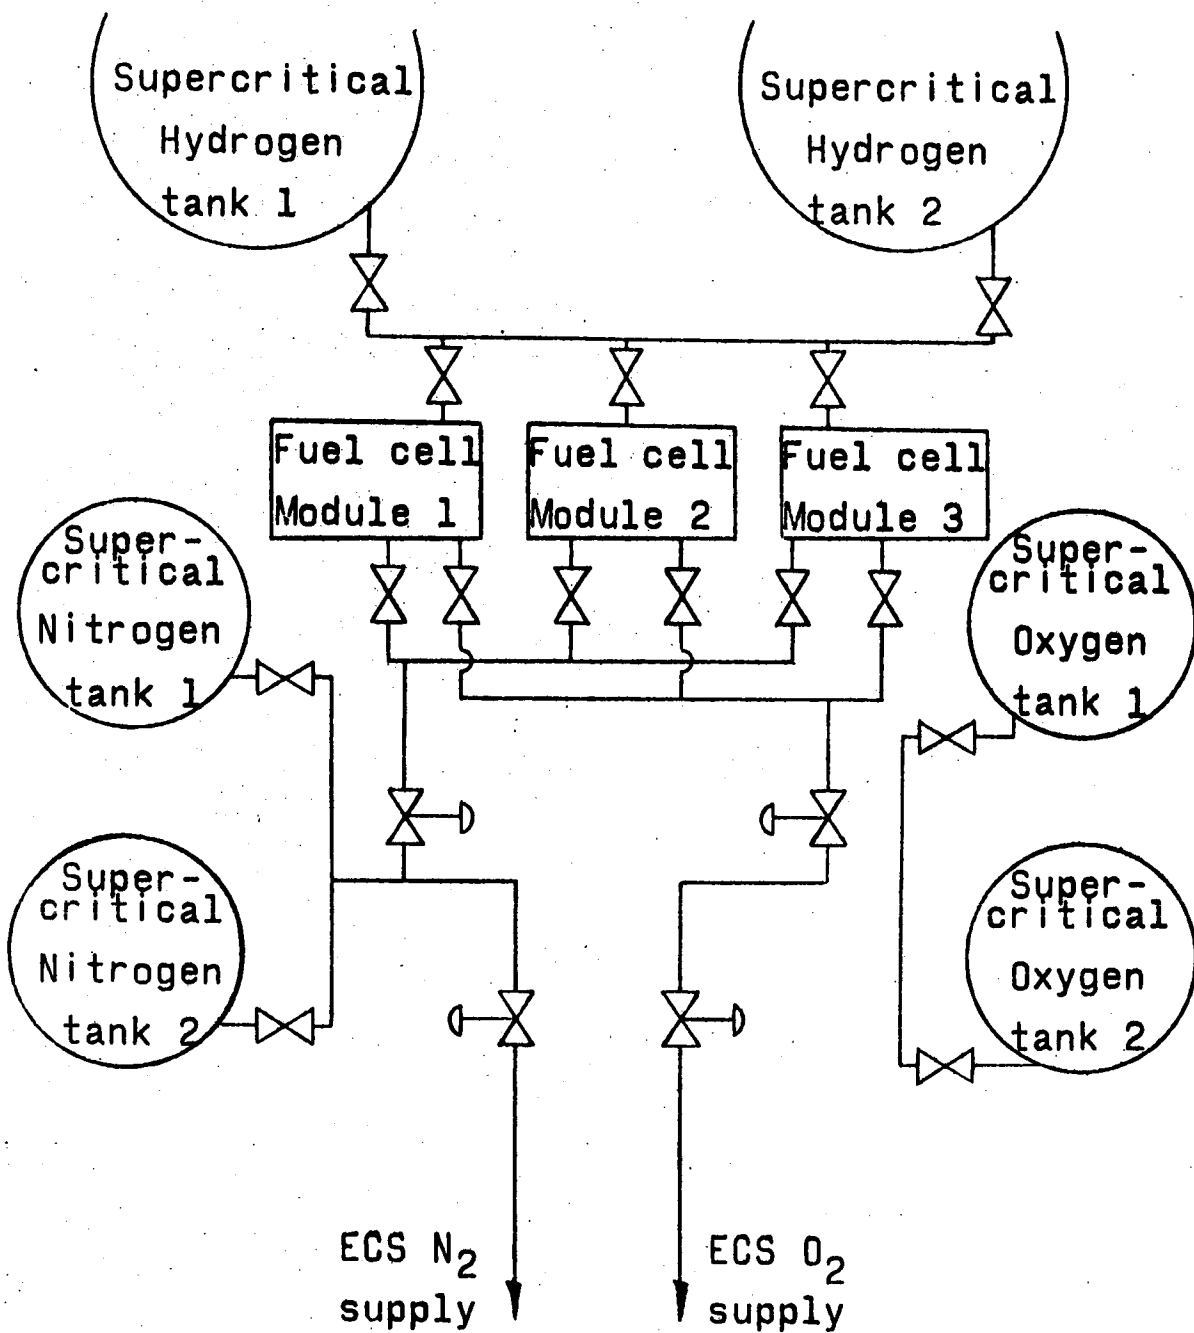 Supercritical
Hydrogen
tank 1
Supercritical
Hydrogen
tank 2
Fuel cell
Module 1
Fuel cell
Module 2
Fuel cell
Module 3
Super-
critical
Nitrogen
tank 1
Super-
critical
Oxygen
tank 1
Super-
critical
Nitrogen
tank 2
Super-
critical
Oxygen
tank 2
ECS N2
supply
ECS O2
supply